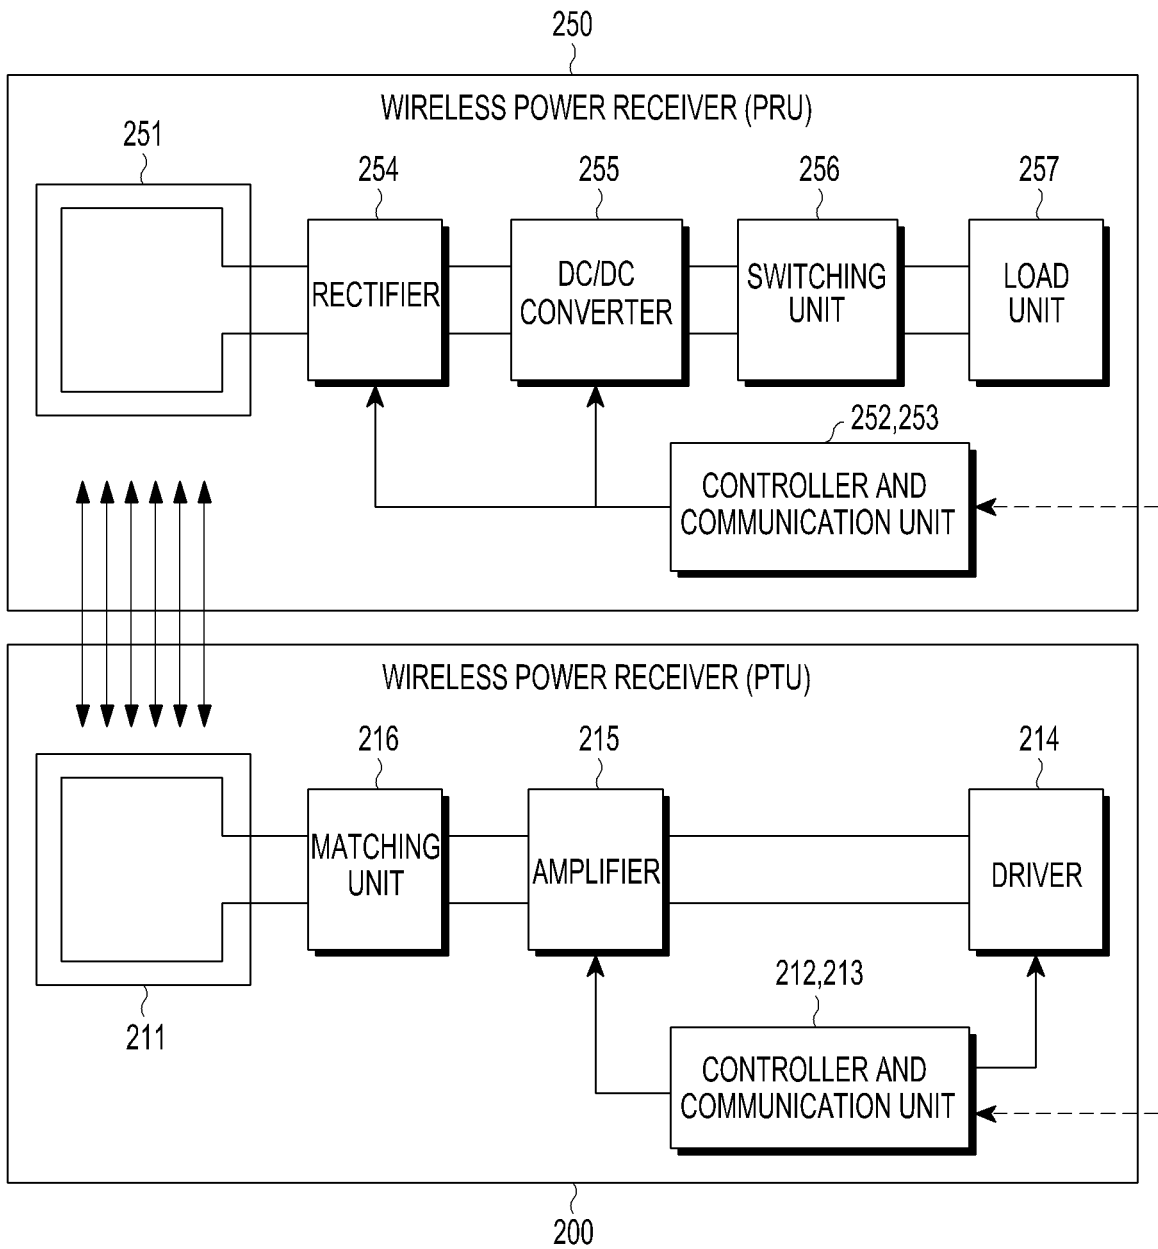 250
WIRELESS POWER RECEIVER (PRU)
251
254
255
256
257
RECTIFIER
DC/DC
CONVERTER
SWITCHING
UNIT
LOAD
UNIT
252,253
CONTROLLER AND
COMMUNICATION UNIT
WIRELESS POWER RECEIVER (PTU)
216
215
214
MATCHING
UNIT
AMPLIFIER
DRIVER
212,213
211
CONTROLLER AND
COMMUNICATION UNIT
200